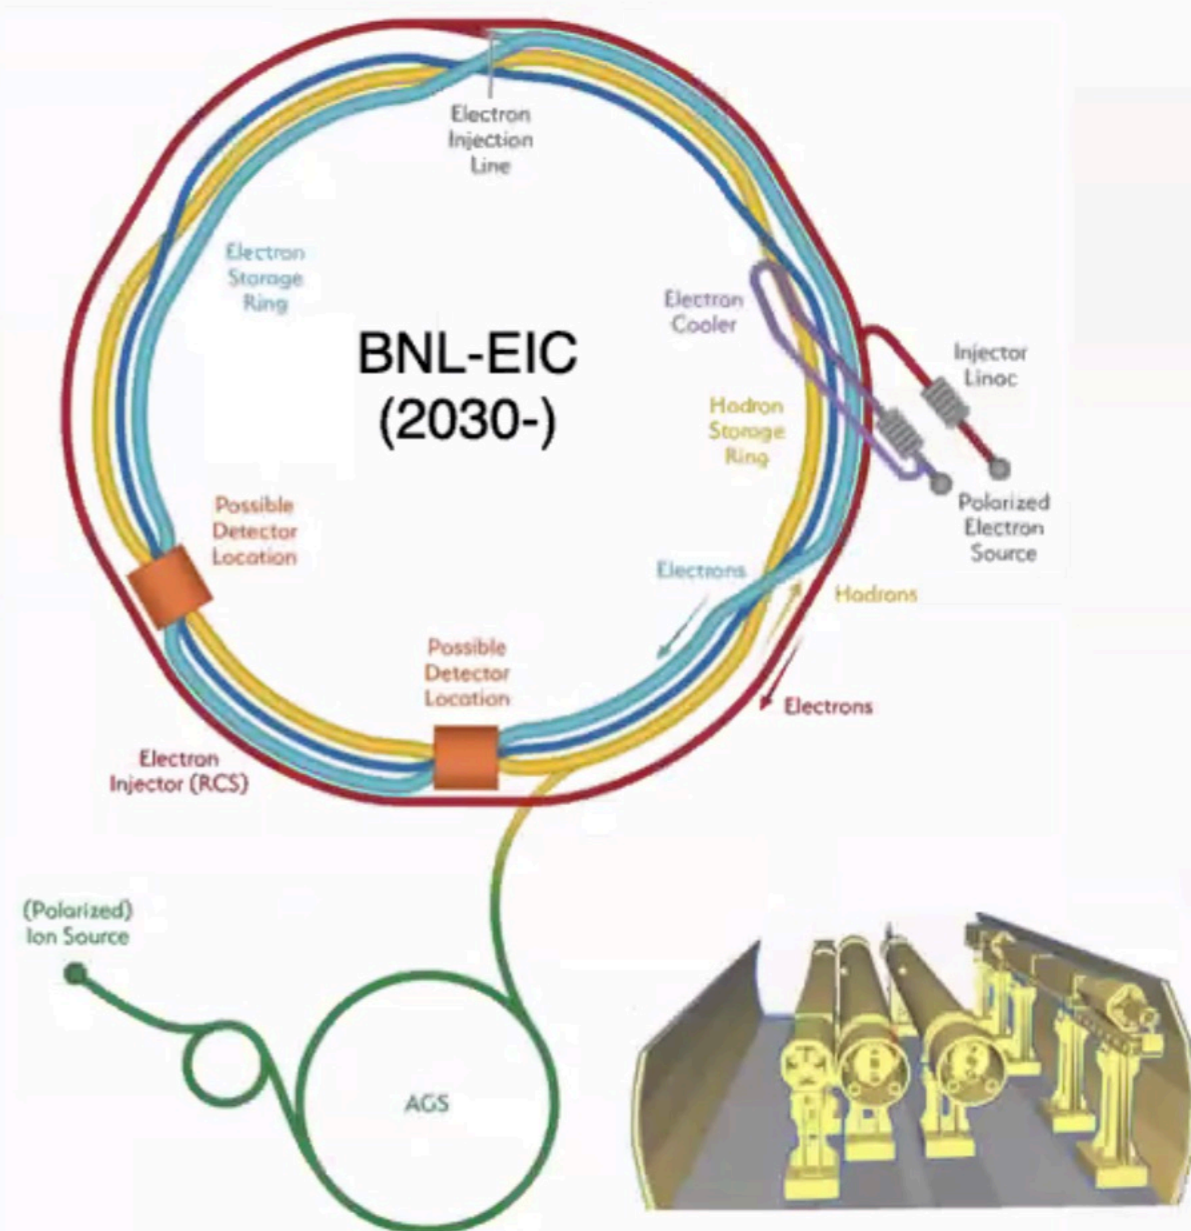 Electron
Injection
Line
Electron
Storage
Ring
Electron
Cooler
BNL-EIC
(2030-)
Injector
Linac
Hadron
Storage
Ring
Polarized
Electron
Source
Possible
Detector
Location
Electrons
Hadrons
Possible
Detector
Location
Electrons
Electron
Injector (RCS)
(Polarized)
Ion Source
AGS